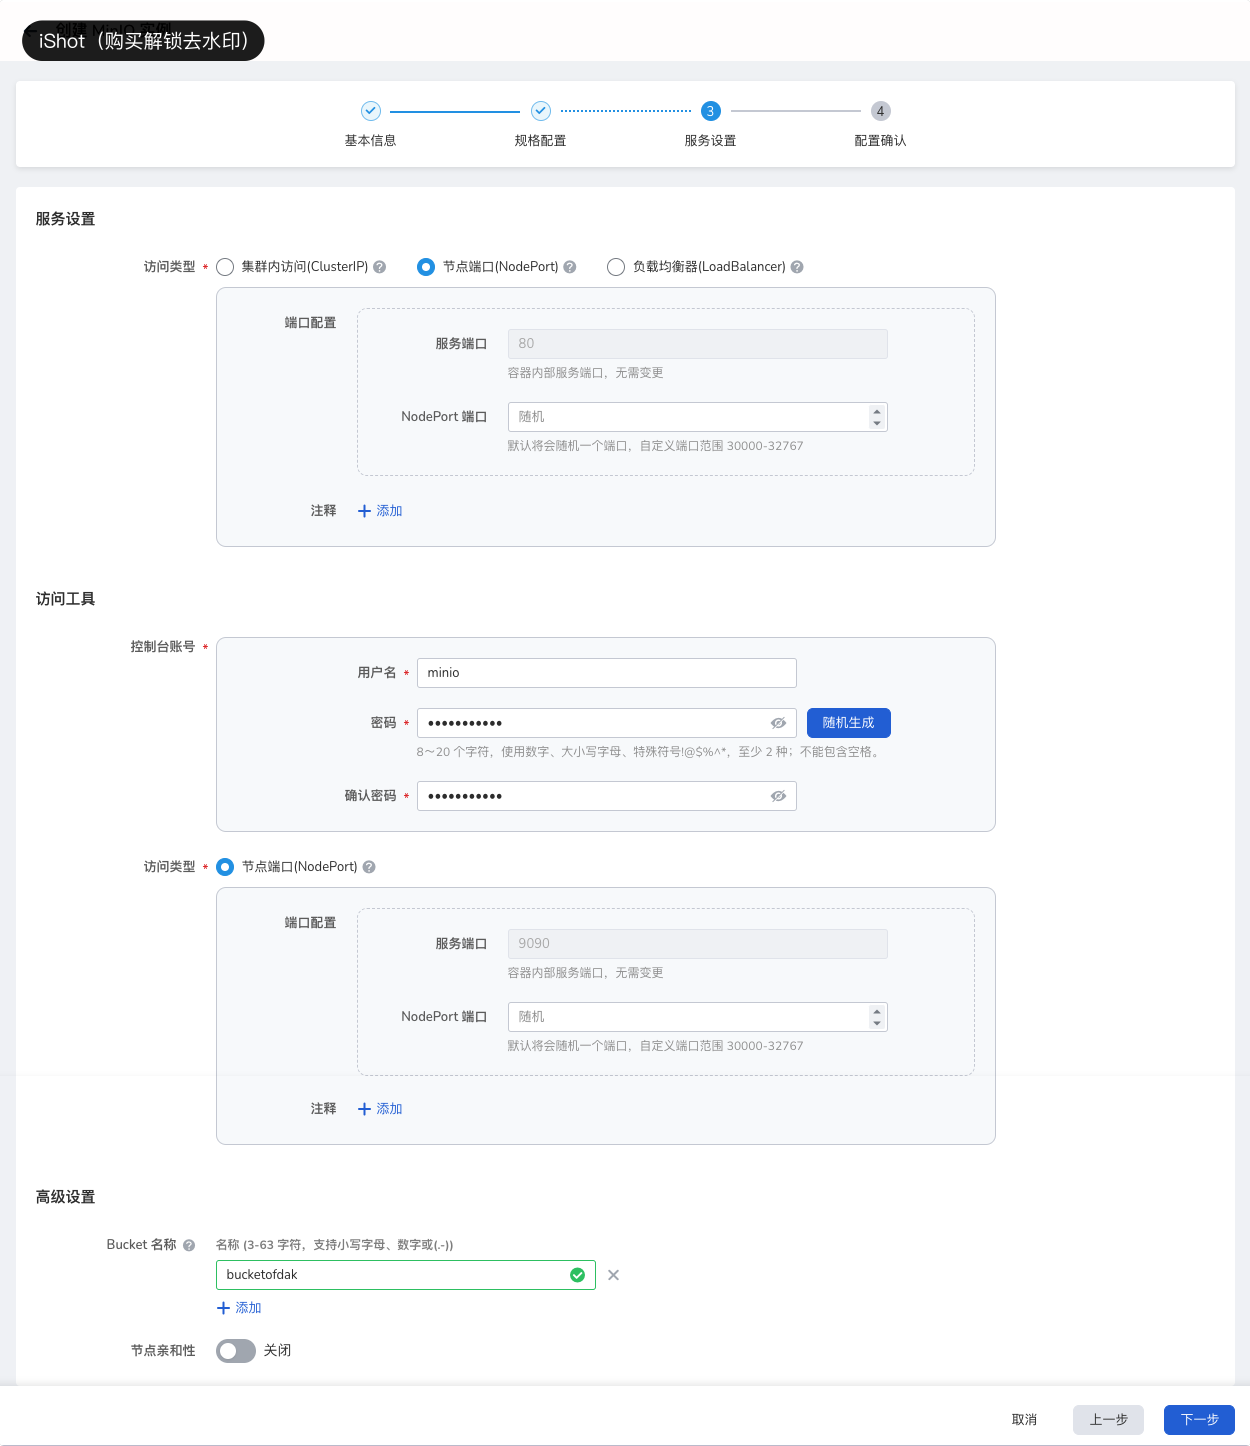 创建 MinIO 实例
iShot（购买解锁去水印）
3
4
基本信息
规格配置
服务设置
配置确认
服务设置
访问类型 *
集群内访问(ClusterIP) ?
节点端口(NodePort) ?
负载均衡器(LoadBalancer) ?
端口配置
服务端口
80
容器内部服务端口，无需变更
NodePort 端口
随机
默认将会随机一个端口，自定义端口范围 30000-32767
注释
添加
访问工具
控制台账号 *
用户名 *
minio
密码 *
•••••••••••
随机生成
8～20 个字符，使用数字、大小写字母、特殊符号!@$%^*，至少 2 种；不能包含空格。
确认密码 *
•••••••••••
访问类型 *
节点端口(NodePort) ?
端口配置
服务端口
9090
容器内部服务端口，无需变更
NodePort 端口
随机
默认将会随机一个端口，自定义端口范围 30000-32767
注释
添加
高级设置
Bucket 名称 ?
名称 (3-63 字符，支持小写字母、数字或(.-))
bucketofdak
添加
节点亲和性
关闭
取消
上一步
下一步